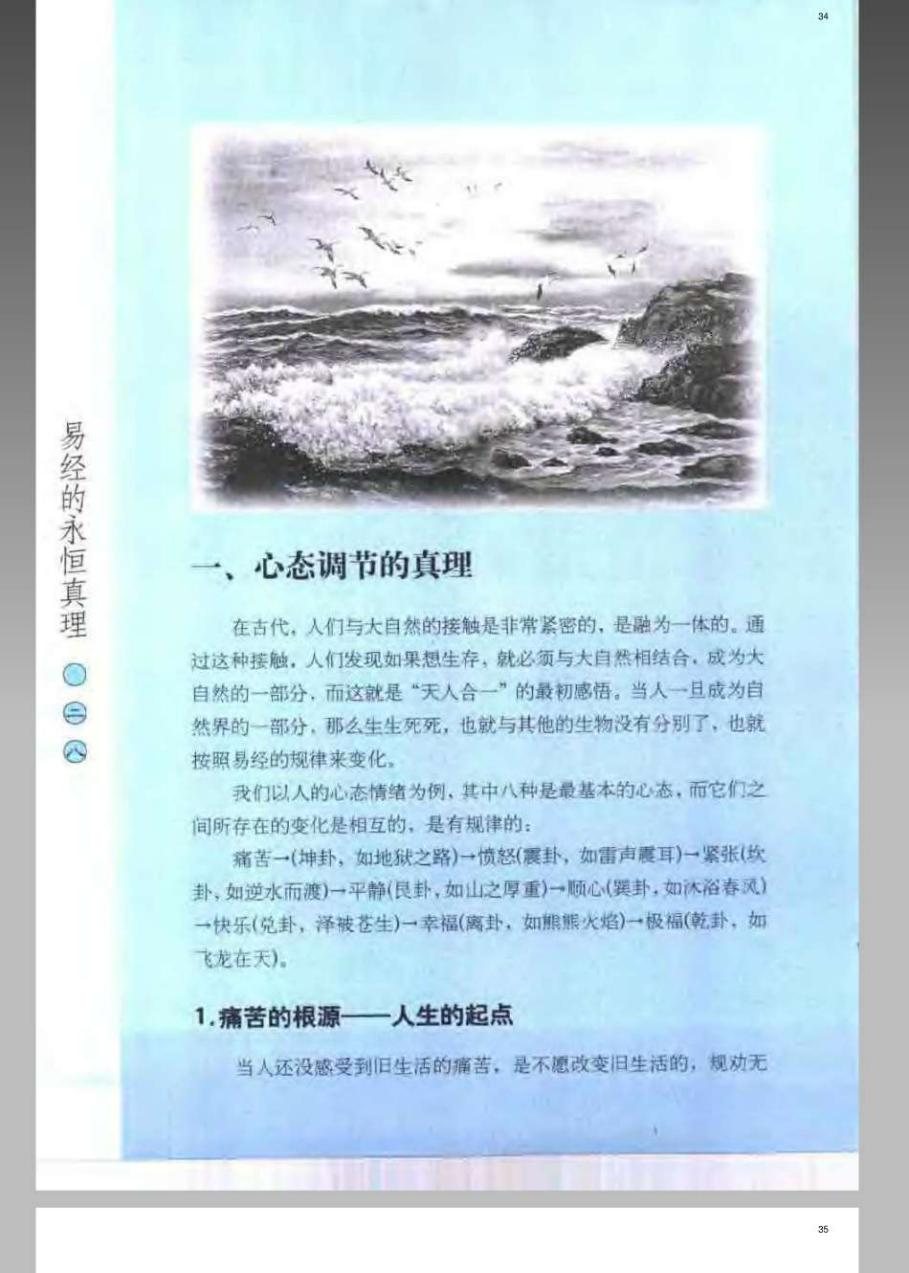 34
易经的永恒真理
二八
一、心态调节的真理
在古代，人们与大自然的接触是非常紧密的，是融为一体的。通
过这种接触，人们发现如果想生存，就必须与大自然相结合，成为大
自然的一部分，而这就是“天人合一”的最初感悟。当人一旦成为自
然界的一部分，那么生生死死，也就与其他的生物没有分别了，也就
按照易经的规律来变化。
我们以人的心态情绪为例，其中八种是最基本的心态，而它们之
间所存在的变化是相互的，是有规律的：
痛苦→(坤卦，如地狱之路)→愤怒(震卦，如雷声震耳)→紧张(坎
卦，如逆水而渡)→平静(艮卦，如山之厚重)→顺心(巽卦，如沐浴春风)
→快乐(兑卦，泽被苍生)→幸福(离卦，如熊熊火焰)→极福(乾卦，如
飞龙在天)。
1.痛苦的根源——人生的起点
当人还没感受到旧生活的痛苦，是不愿改变旧生活的，规劝无
35